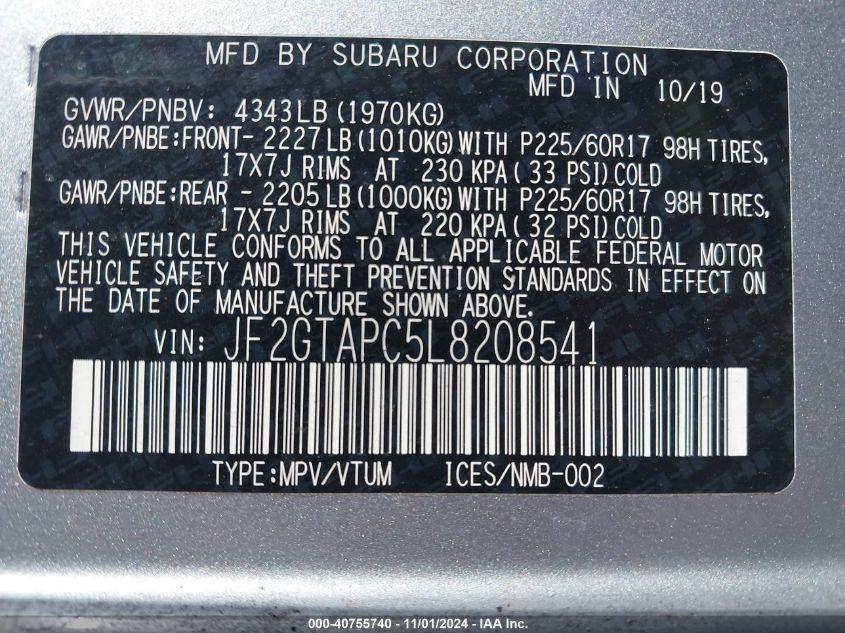 MFD BY SUBARU CORPORATION
MFD IN 10/19
GVWR/PNBV: 4343LB (1970KG)
GAWR/PNBE:FRONT- 2227LB (1010KG) WITH P225/60R17 98H TIRES,
17X7J RIMS AT 230 KPA (33 PSI) COLD
GAWR/PNBE:REAR - 2205LB (1000KG) WITH P225/60R17 98H TIRES,
17X7J RIMS AT 220 KPA (32 PSI) COLD
THIS VEHICLE CONFORMS TO ALL APPLICABLE FEDERAL MOTOR
VEHICLE SAFETY AND THEFT PREVENTION STANDARDS IN EFFECT ON
THE DATE OF MANUFACTURE SHOWN ABOVE.
VIN: JF2GTAPC5L8208541
TYPE:MPV/VTUM ICES/NMB-002
000-40755740 - 11/01/2024 - IAA Inc.